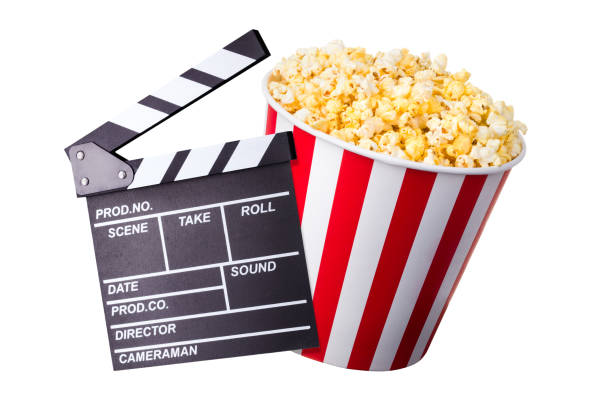 PROD.NO.
SCENE TAKE ROLL
DATE SOUND
PROD.CO.
DIRECTOR
CAMERAMAN